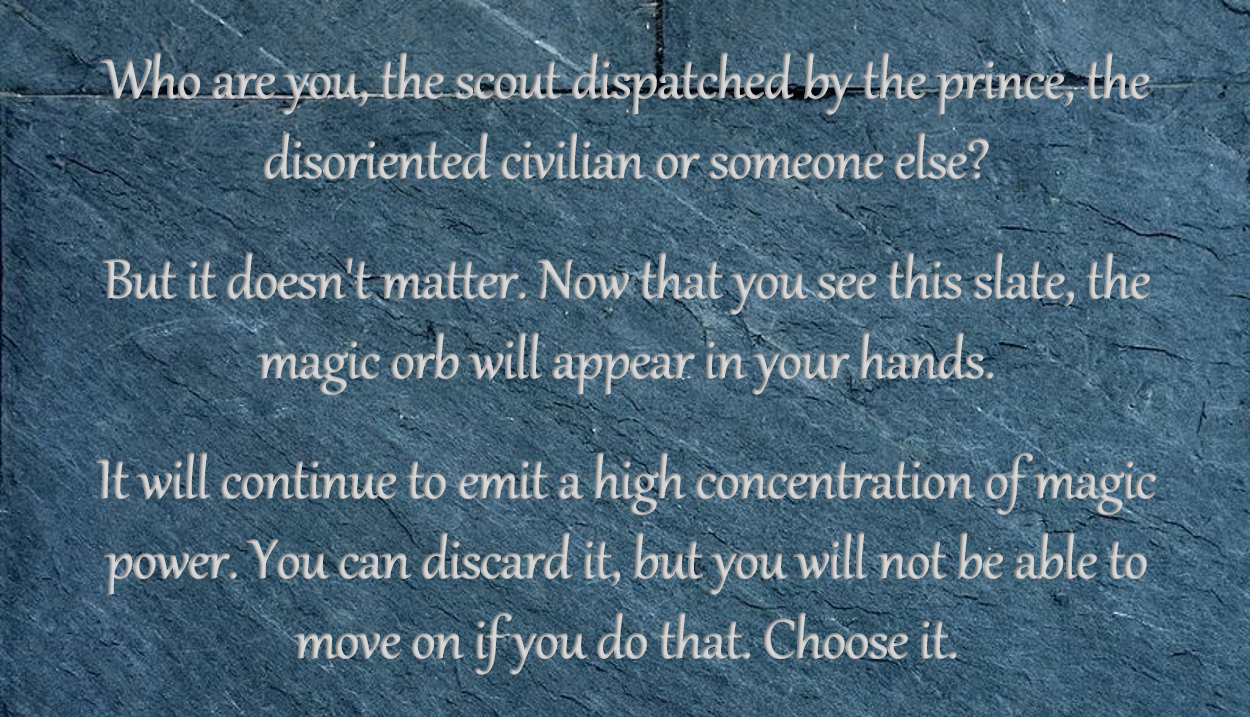 Who are you, the scout dispatched by the prince, the
disoriented civilian or someone else?
But it doesn't matter. Now that you see this slate, the
magic orb will appear in your hands.
It will continue to emit a high concentration of magic
power. You can discard it, but you will not be able to
move on if you do that. Choose it.